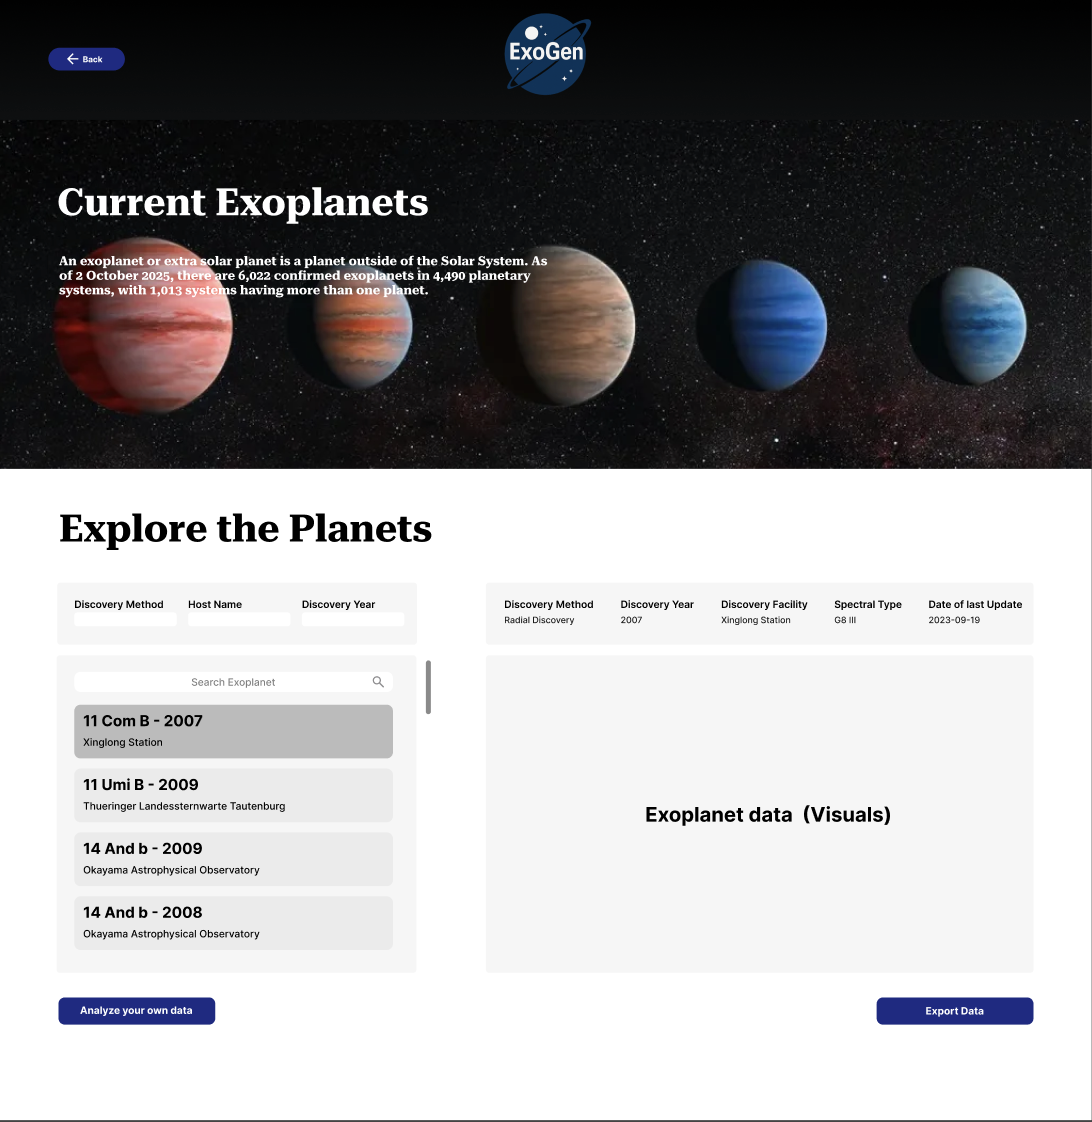 Back
ExoGen
Current Exoplanets
An exoplanet or extra solar planet is a planet outside of the Solar System. As
of 2 October 2025, there are 6,022 confirmed exoplanets in 4,490 planetary
systems, with 1,013 systems having more than one planet.
Explore the Planets
Discovery Method Host Name Discovery Year
Search Exoplanet
11 Com B - 2007
Xinglong Station
11 Umi B - 2009
Thueringer Landessternwarte Tautenburg
14 And b - 2009
Okayama Astrophysical Observatory
14 And b - 2008
Okayama Astrophysical Observatory
Analyze your own data
Discovery Method Discovery Year Discovery Facility Spectral Type Date of last Update
Radial Discovery 2007 Xinglong Station G8 III 2023-09-19
Exoplanet data (Visuals)
Export Data